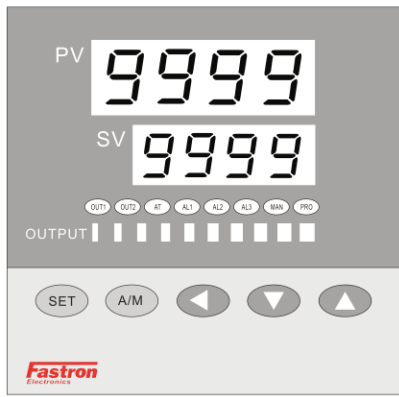 PV 9999
SV 9999
OUT1 OUT2 AT AL1 AL2 AL3 MAN PRO
OUTPUT
SET A/M
Fastron
Electronics